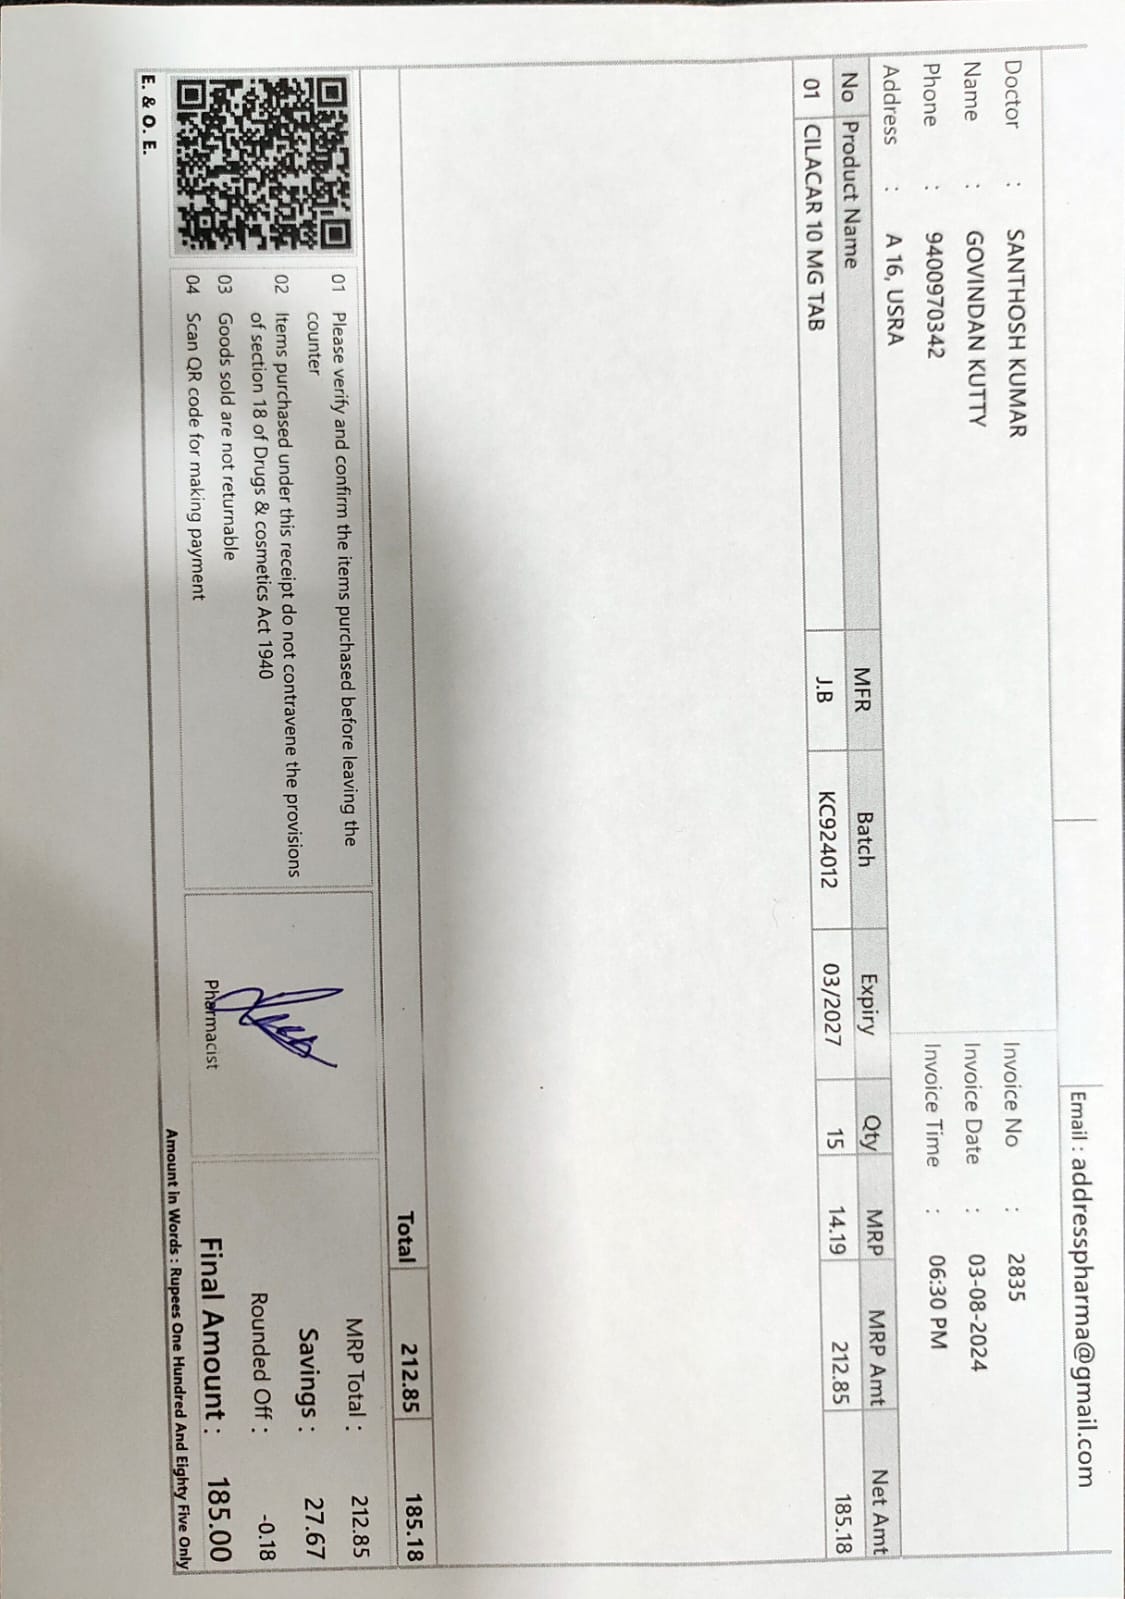 Email : addresspharma@gmail.com
Doctor : SANTHOSH KUMAR
Name : GOVINDAN KUTTY
Phone : 9400970342
Address : A 16, USRA
Invoice No : 2835
Invoice Date : 03-08-2024
Invoice Time : 06:30 PM
No Product Name MFR Batch Expiry Qty MRP MRP Amt Net Amt
01 CILACAR 10 MG TAB J.B KC924012 03/2027 15 14.19 212.85 185.18
Total 212.85 185.18
01 Please verify and confirm the items purchased before leaving the
counter
02 Items purchased under this receipt do not contravene the provisions
of section 18 of Drugs & cosmetics Act 1940
03 Goods sold are not returnable
04 Scan QR code for making payment
E. & O. E.
Pharmacist
MRP Total : 212.85
Savings : 27.67
Rounded Off : -0.18
Final Amount : 185.00
Amount in Words : Rupees One Hundred And Eighty Five Only